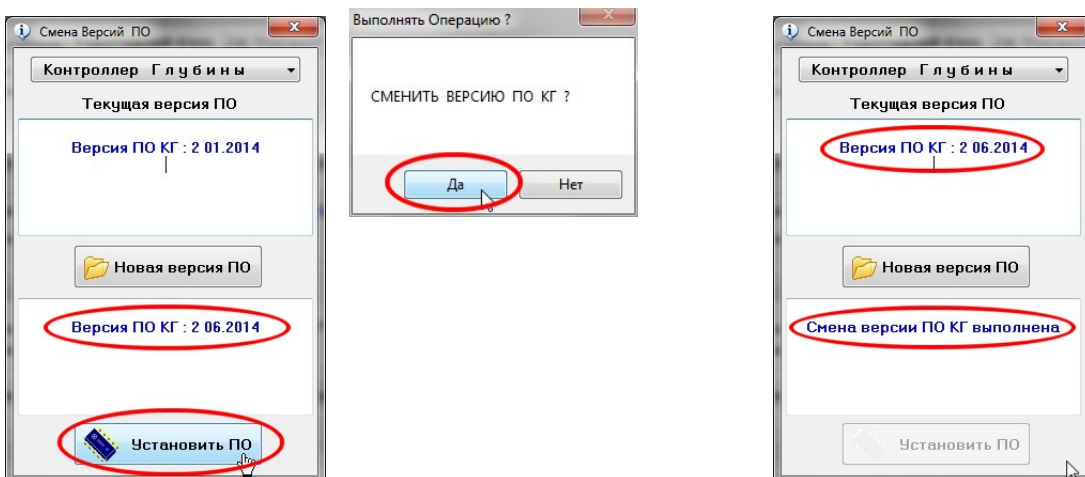 Смена Версий ПО
Контроллер Глубины
Текущая версия ПО
Версия ПО КГ : 2 01.2014
Новая версия ПО
Версия ПО КГ : 2 06.2014
Установить ПО
Выполнять Операцию ?
СМЕНИТЬ ВЕРСИЮ ПО КГ ?
Да
Нет
Смена Версий ПО
Контроллер Глубины
Текущая версия ПО
Версия ПО КГ : 2 06.2014
Новая версия ПО
Смена версии ПО КГ выполнена
Установить ПО